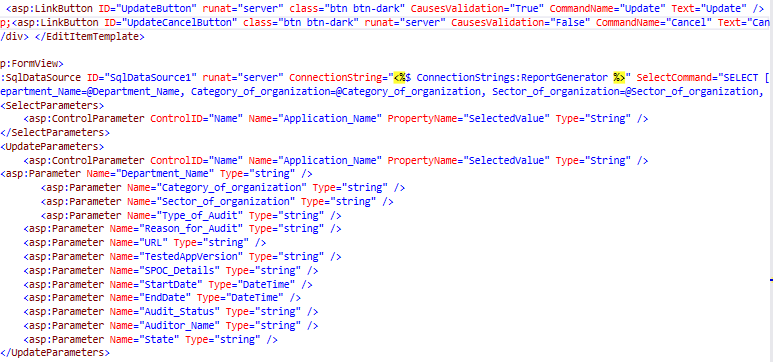 <asp:LinkButton ID="UpdateButton" runat="server" class="btn btn-dark" CausesValidation="True" CommandName="Update" Text="Update" />
p;<asp:LinkButton ID="UpdateCancelButton" class="btn btn-dark" runat="server" CausesValidation="False" CommandName="Cancel" Text="Can
/div> </EditItemTemplate>
p:FormView>
:SqlDataSource ID="SqlDataSource1" runat="server" ConnectionString="<%$ ConnectionStrings:ReportGenerator %>" SelectCommand="SELECT [
epartment_Name=@Department_Name, Category_of_organization=@Category_of_organization, Sector_of_organization=@Sector_of_organization,
<SelectParameters>
<asp:ControlParameter ControlID="Name" Name="Application_Name" PropertyName="SelectedValue" Type="String" />
</SelectParameters>
<UpdateParameters>
<asp:ControlParameter ControlID="Name" Name="Application_Name" PropertyName="SelectedValue" Type="String" />
<asp:Parameter Name="Department_Name" Type="string" />
<asp:Parameter Name="Category_of_organization" Type="string" />
<asp:Parameter Name="Sector_of_organization" Type="string" />
<asp:Parameter Name="Type_of_Audit" Type="string" />
<asp:Parameter Name="Reason_for_Audit" Type="string" />
<asp:Parameter Name="URL" Type="string" />
<asp:Parameter Name="TestedAppVersion" Type="string" />
<asp:Parameter Name="SPOC_Details" Type="string" />
<asp:Parameter Name="StartDate" Type="DateTime" />
<asp:Parameter Name="EndDate" Type="DateTime" />
<asp:Parameter Name="Audit_Status" Type="string" />
<asp:Parameter Name="Auditor_Name" Type="string" />
<asp:Parameter Name="State" Type="string" />
</UpdateParameters>